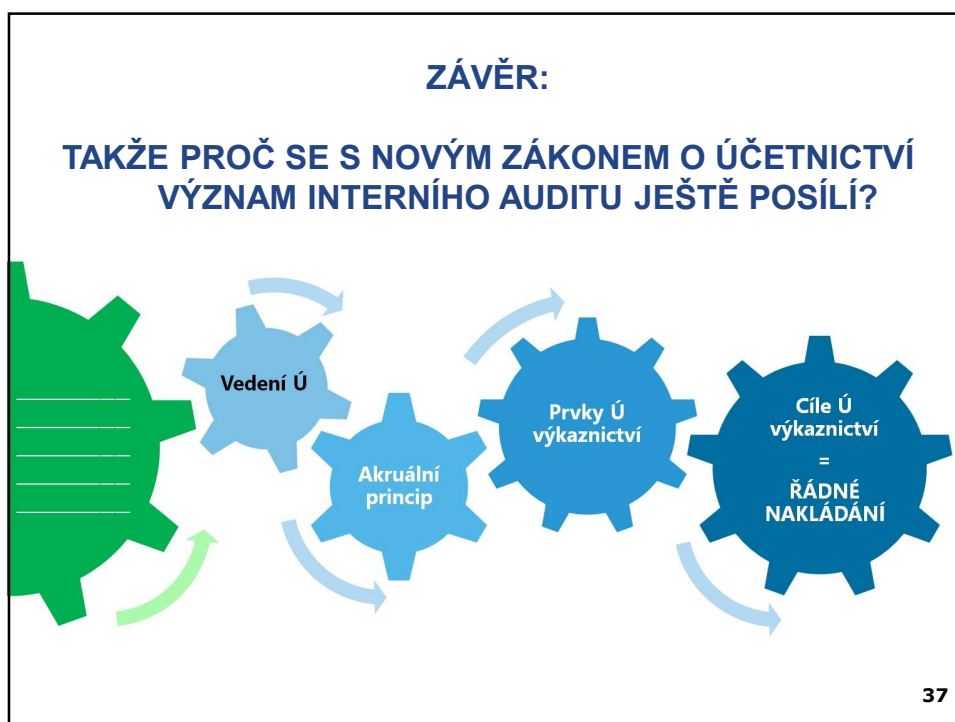 ZÁVĚR:
TAKŽE PROČ SE S NOVÝM ZÁKONEM O ÚČETNICTVÍ
VÝZNAM INTERNÍHO AUDITU JEŠTĚ POSÍLÍ?
Vedení Ú
Akruální
princip
Prvky Ú
výkaznictví
Cíle Ú
výkaznictví
=
ŘÁDNÉ
NAKLÁDÁNÍ
37